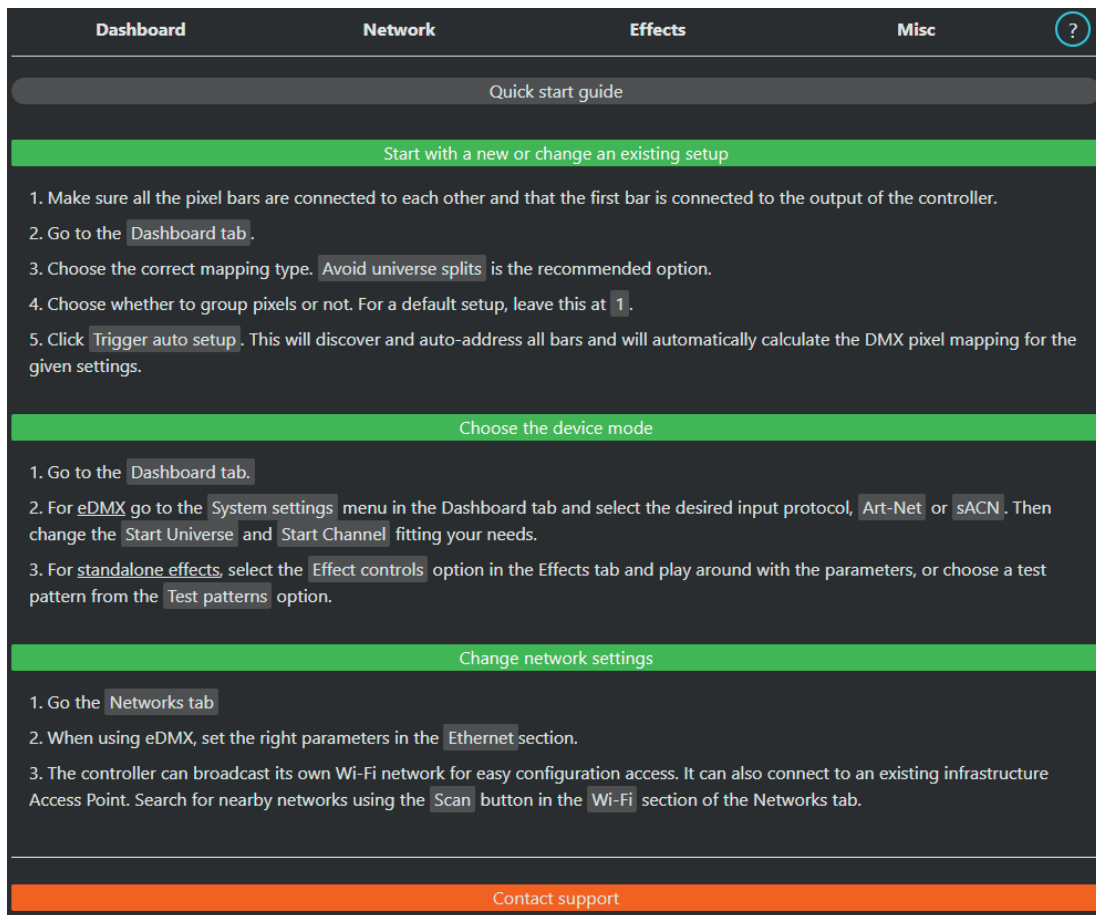 Dashboard Network Effects Misc ?
Quick start guide
Start with a new or change an existing setup
1. Make sure all the pixel bars are connected to each other and that the first bar is connected to the output of the controller.
2. Go to the Dashboard tab.
3. Choose the correct mapping type. Avoid universe splits is the recommended option.
4. Choose whether to group pixels or not. For a default setup, leave this at 1.
5. Click Trigger auto setup. This will discover and auto-address all bars and will automatically calculate the DMX pixel mapping for the
given settings.
Choose the device mode
1. Go to the Dashboard tab.
2. For eDMX go to the System settings menu in the Dashboard tab and select the desired input protocol, Art-Net or sACN. Then
change the Start Universe and Start Channel fitting your needs.
3. For standalone effects, select the Effect controls option in the Effects tab and play around with the parameters, or choose a test
pattern from the Test patterns option.
Change network settings
1. Go the Networks tab
2. When using eDMX, set the right parameters in the Ethernet section.
3. The controller can broadcast its own Wi-Fi network for easy configuration access. It can also connect to an existing infrastructure
Access Point. Search for nearby networks using the Scan button in the Wi-Fi section of the Networks tab.
Contact support